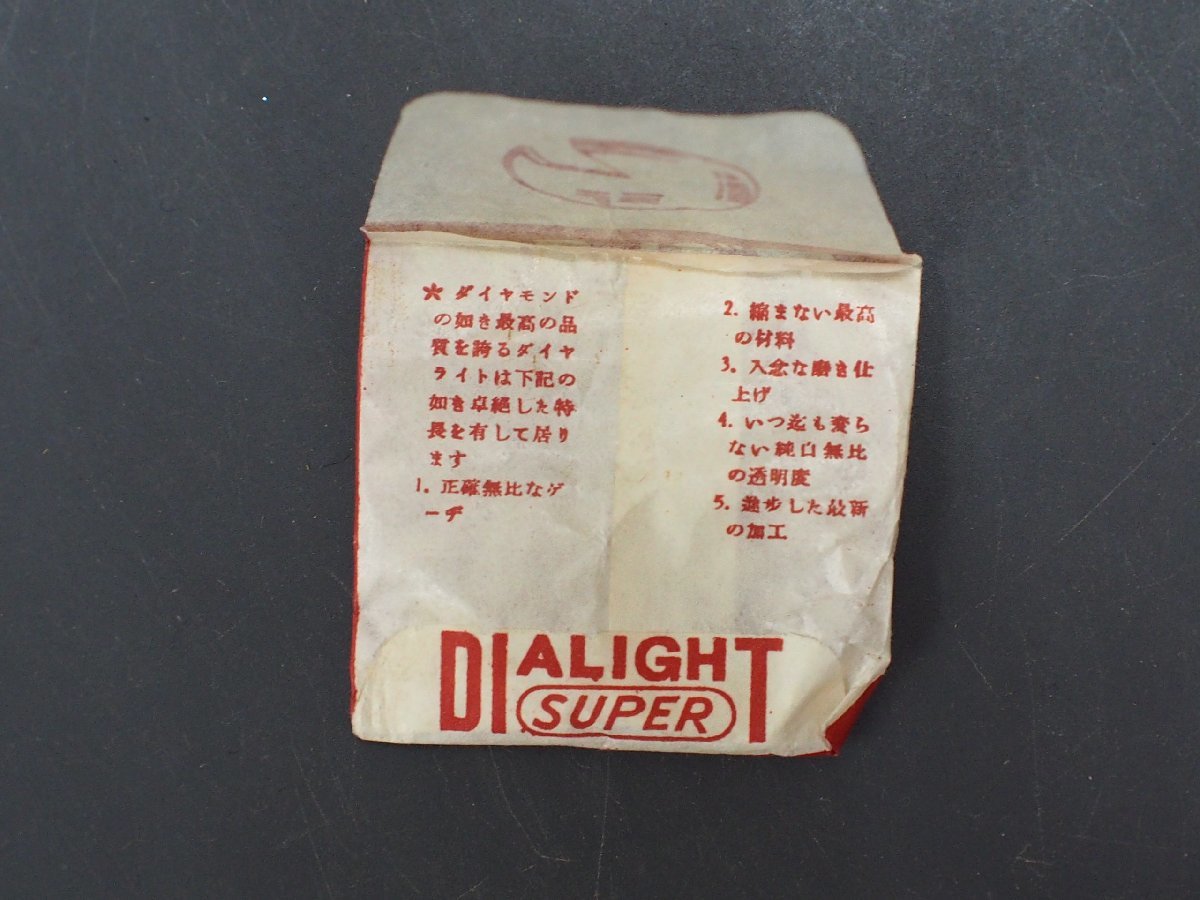 * ダイヤモンド
の如き最高の品
質を誇るダイヤ
ライトは下記の
如き卓絶した特
長を有して居り
ます
1. 正確無比なゲ
ーヂ
2. 縮まない最高
の材料
3. 入念な磨き仕
上げ
4. いつ迄も変ら
ない純白無比
の透明度
5. 進歩した最新
の加工
DIALIGHT
SUPER